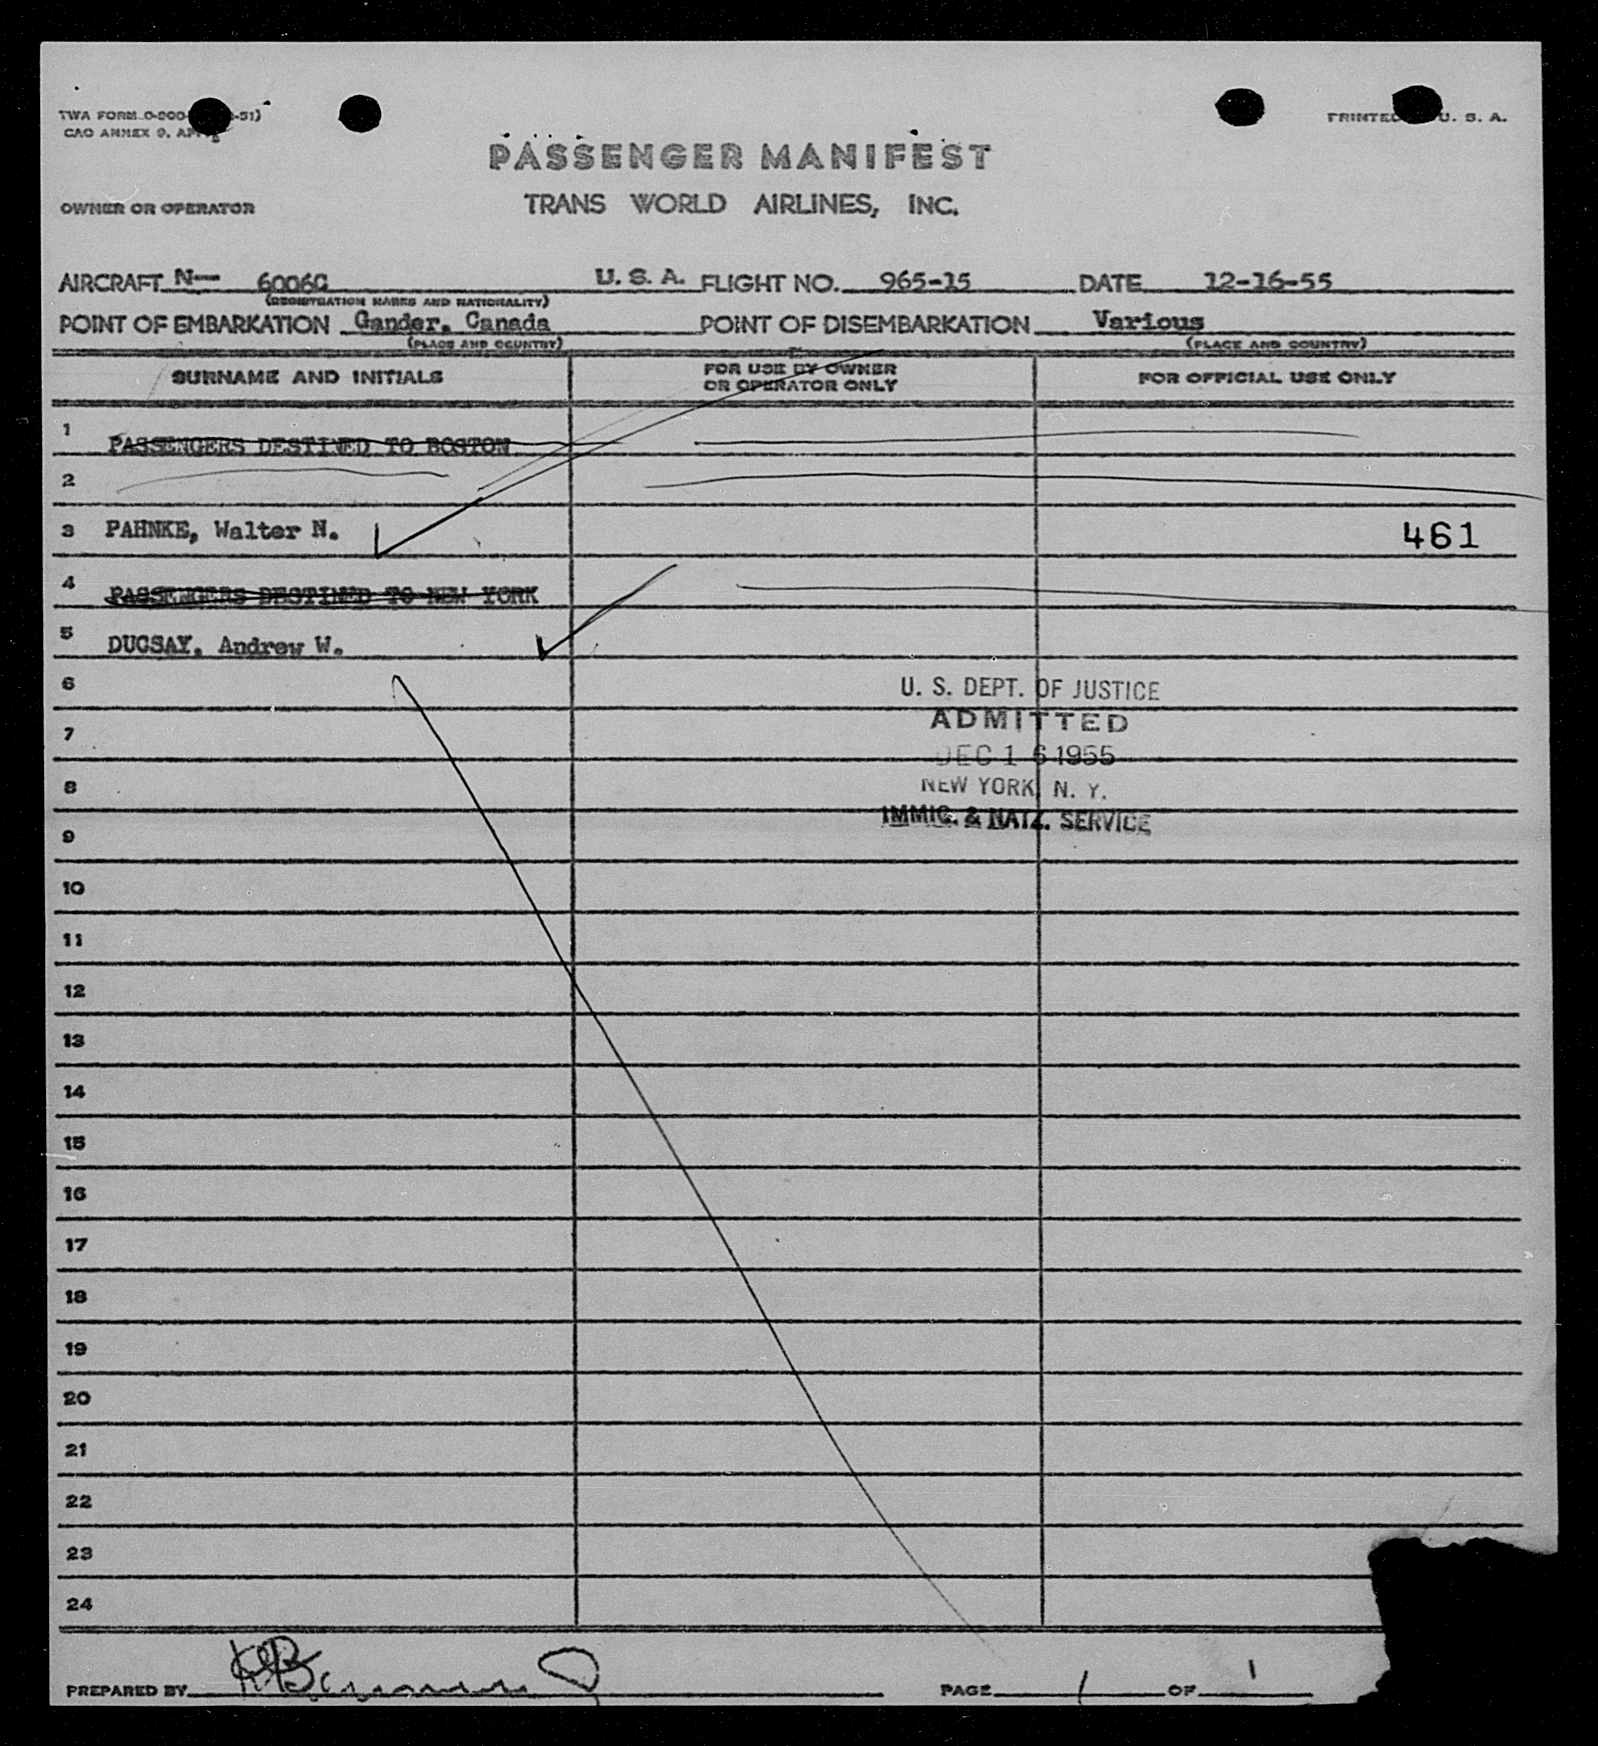 TWA FORM O-200- -51)
PRINTED U. S. A.
CAO ANNEX 9, APP.
PASSENGER MANIFEST
OWNER OR OPERATOR
TRANS WORLD AIRLINES, INC.
AIRCRAFT N— 6006C U. S. A. FLIGHT NO. 965-15 DATE 12-16-55
(REGISTRATION MARKS AND NATIONALITY)
POINT OF EMBARKATION Gander, Canada POINT OF DISEMBARKATION Various
(PLACE AND COUNTRY) (PLACE AND COUNTRY)
SURNAME AND INITIALS FOR USE BY OWNER OR OPERATOR ONLY FOR OFFICIAL USE ONLY
1 PASSENGERS DESTINED TO BOSTON
2
3 PAHNKE, Walter N. 461
4 PASSENGERS DESTINED TO NEW YORK
5 DUCSAY, Andrew W.
6 U. S. DEPT. OF JUSTICE
ADMITTED
7
DEC 16 1955
8 NEW YORK, N. Y.
IMMIG. & NATZ. SERVICE
9
10
11
12
13
14
15
16
17
18
19
20
21
22
23
24
PREPARED BY PAGE 1 OF 1